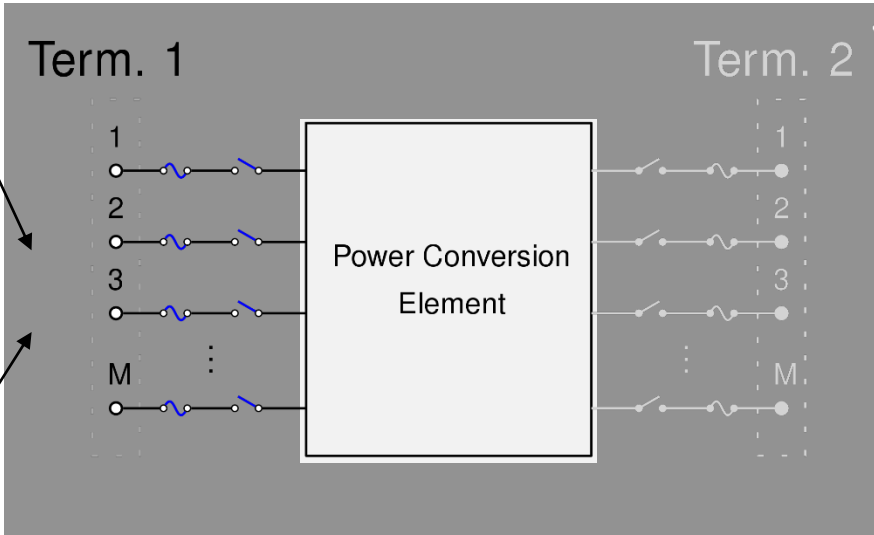 Term. 1
Term. 2
1
1
2
2
Power Conversion
3
3
Element
⋮
⋮
M
M